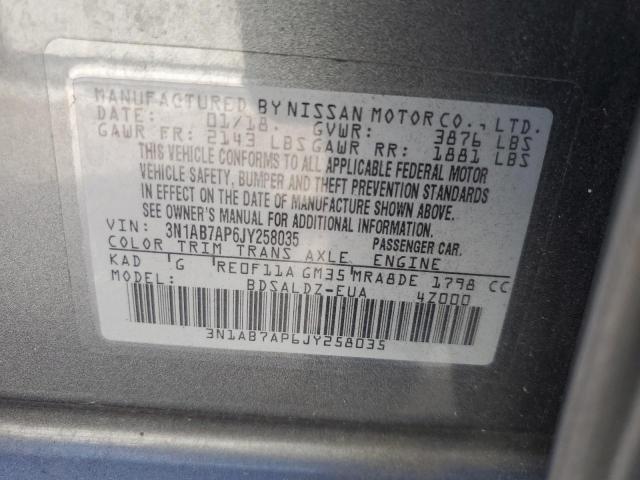 MANUFACTURED BY NISSAN MOTOR CO., LTD.
DATE: 01/18. GVWR: 3876 LBS
GAWR FR: 2143 LBS GAWR RR: 1881 LBS
THIS VEHICLE CONFORMS TO ALL APPLICABLE FEDERAL MOTOR
VEHICLE SAFETY, BUMPER AND THEFT PREVENTION STANDARDS
IN EFFECT ON THE DATE OF MANUFACTURE SHOWN ABOVE.
SEE OWNER'S MANUAL FOR ADDITIONAL INFORMATION.
VIN: 3N1AB7AP6JY258035 PASSENGER CAR.
COLOR TRIM TRANS AXLE ENGINE
KAD G RE0F11A GM35 MRA8DE 1798 CC
MODEL: BDSALDZ-EUA 4Z000
3N1AB7AP6JY258035